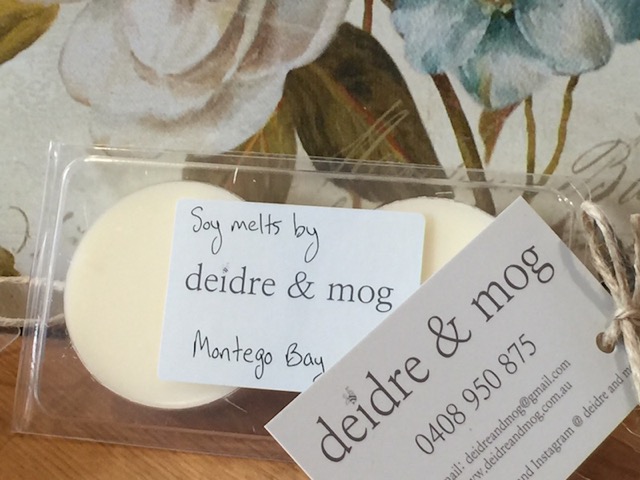 Soy melts by
deidre & mog
Montego Bay
deidre & mog
0408 950 875
mail: deidreandmog@gmail.com
www.deidreandmog.com.au
and Instagram @ deidre and m